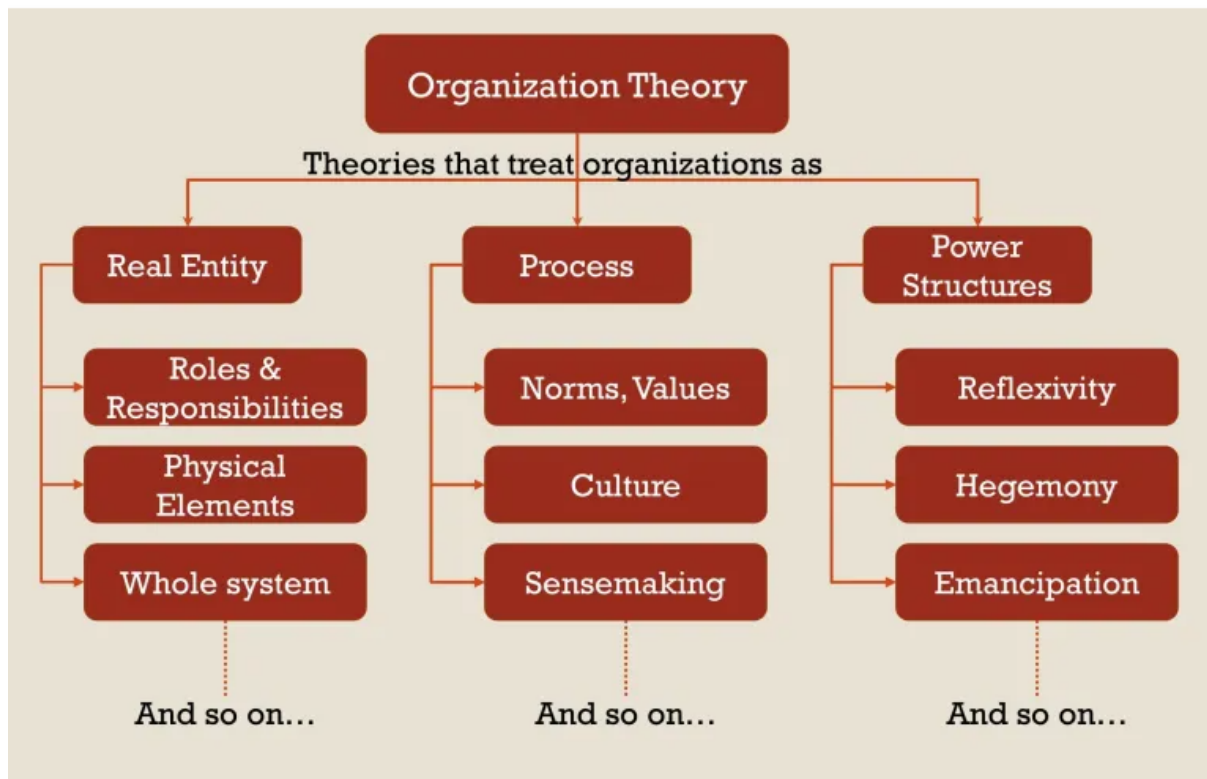 Organization Theory
Theories that treat organizations as
Real Entity
Roles &
Responsibilities
Physical
Elements
Whole system
And so on...
Process
Norms, Values
Culture
Sensemaking
And so on...
Power
Structures
Reflexivity
Hegemony
Emancipation
And so on...